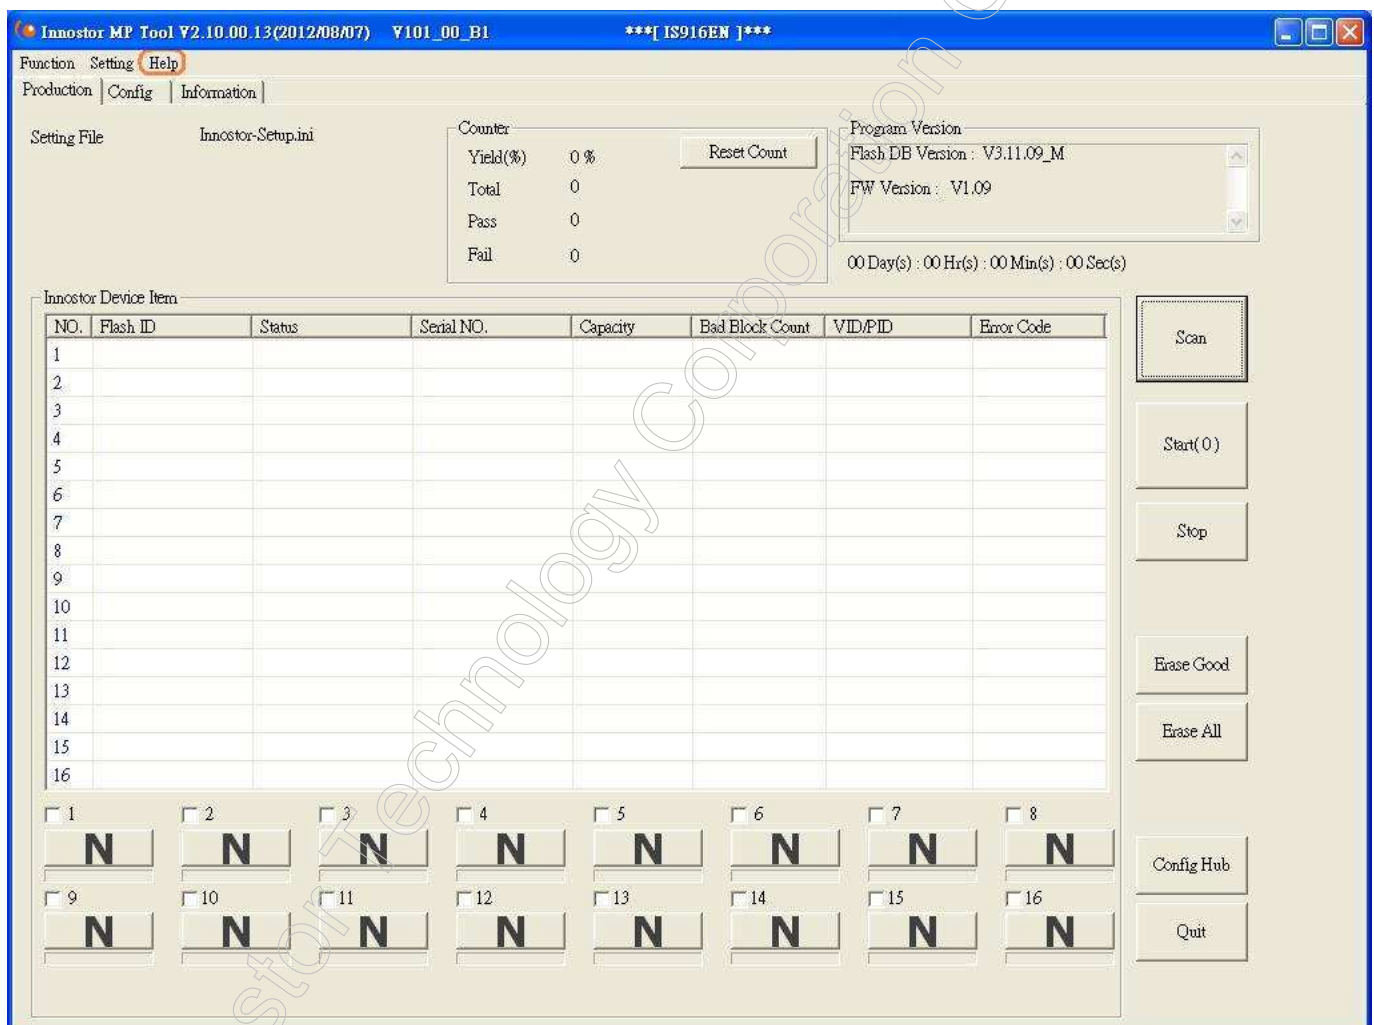 Innostor MP Tool V2.10.00.13(2012/08/07) V101_00_B1 ***[ IS916EN ]***
Function Setting Help
Production Config Information
Setting File Innostor-Setup.ini
Counter
Yield(%) 0 %
Total 0
Pass 0
Fail 0
Reset Count
Program Version
Flash DB Version : V3.11.09_M
FW Version : V1.09
00 Day(s) : 00 Hr(s) : 00 Min(s) : 00 Sec(s)
Innostor Device Item
NO. Flash ID Status Serial NO. Capacity Bad Block Count VID/PID Error Code
1
2
3
4
5
6
7
8
9
10
11
12
13
14
15
16
Scan
Start( 0 )
Stop
Erase Good
Erase All
Config Hub
Quit
1 2 3 4 5 6 7 8
N N N N N N N N
9 10 11 12 13 14 15 16
N N N N N N N N
stor Technology Corporation